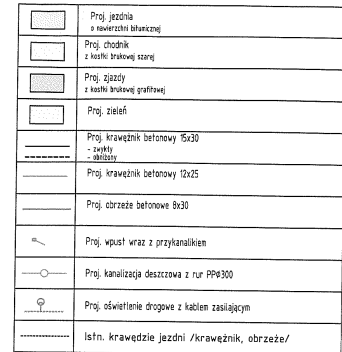 Proj. jezdnia
o nawierzchni bitumicznej
Proj. chodnik
z kostki brukowej szarej
Proj. zjazdy
z kostki brukowej grafitowej
Proj. zieleń
Proj. krawężnik betonowy 15x30
- zwykły
- obniżony
Proj. krawężnik betonowy 12x25
Proj. obrzeże betonowe 8x30
Proj. wpust wraz z przykanalikiem
Proj. kanalizacja deszczowa z rur PPØ300
Proj. oświetlenie drogowe z kablem zasilającym
Istn. krawędzie jezdni /krawężnik, obrzeże/